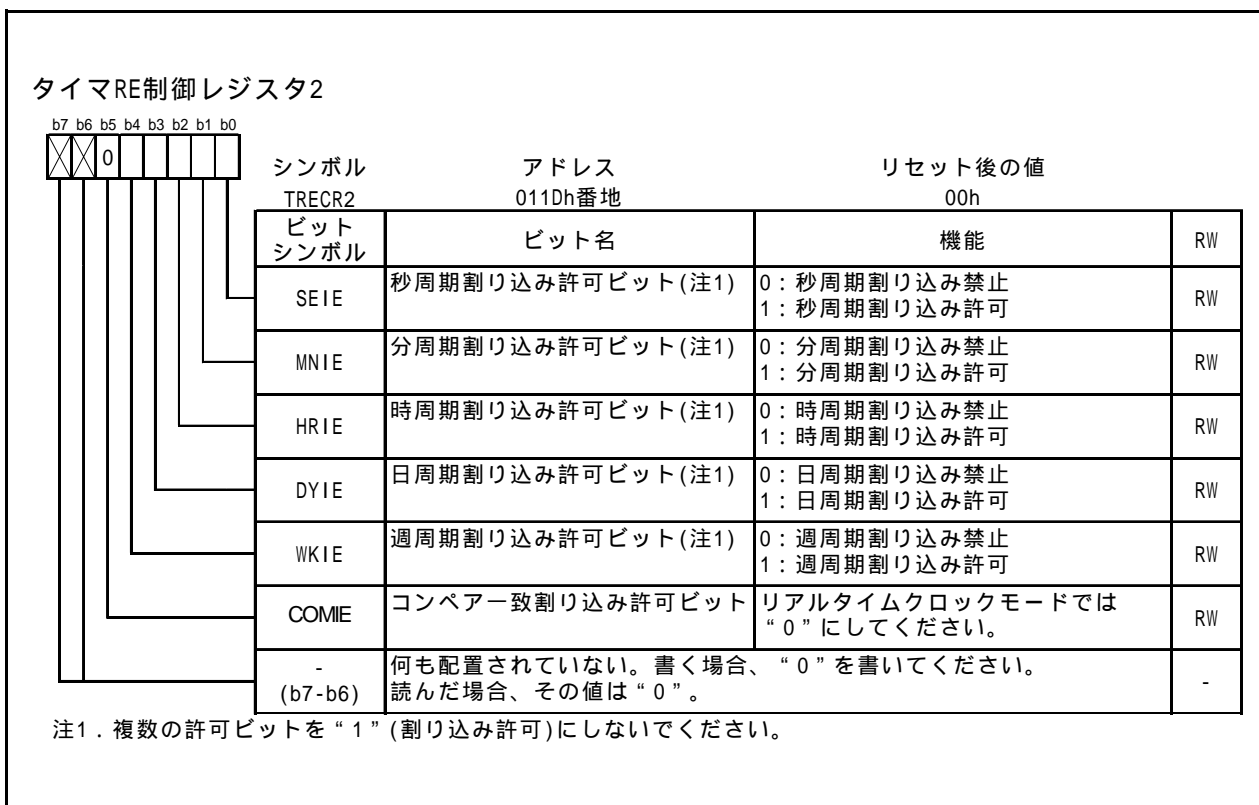 タイマRE制御レジスタ2
b7 b6 b5 b4 b3 b2 b1 b0
0
シンボル アドレス リセット後の値
TRECR2 011Dh番地 00h
ビット
シンボル ビット名 機能 RW
SEIE 秒周期割り込み許可ビット(注1) 0：秒周期割り込み禁止
1：秒周期割り込み許可 RW
MNIE 分周期割り込み許可ビット(注1) 0：分周期割り込み禁止
1：分周期割り込み許可 RW
HRIE 時周期割り込み許可ビット(注1) 0：時周期割り込み禁止
1：時周期割り込み許可 RW
DYIE 日周期割り込み許可ビット(注1) 0：日周期割り込み禁止
1：日周期割り込み許可 RW
WKIE 週周期割り込み許可ビット(注1) 0：週周期割り込み禁止
1：週周期割り込み許可 RW
COMIE コンペア一致割り込み許可ビット リアルタイムクロックモードでは
“0”にしてください。 RW
- 何も配置されていない。書く場合、“0”を書いてください。
(b7-b6) 読んだ場合、その値は“0”。 -
注1．複数の許可ビットを“1”(割り込み許可)にしないでください。